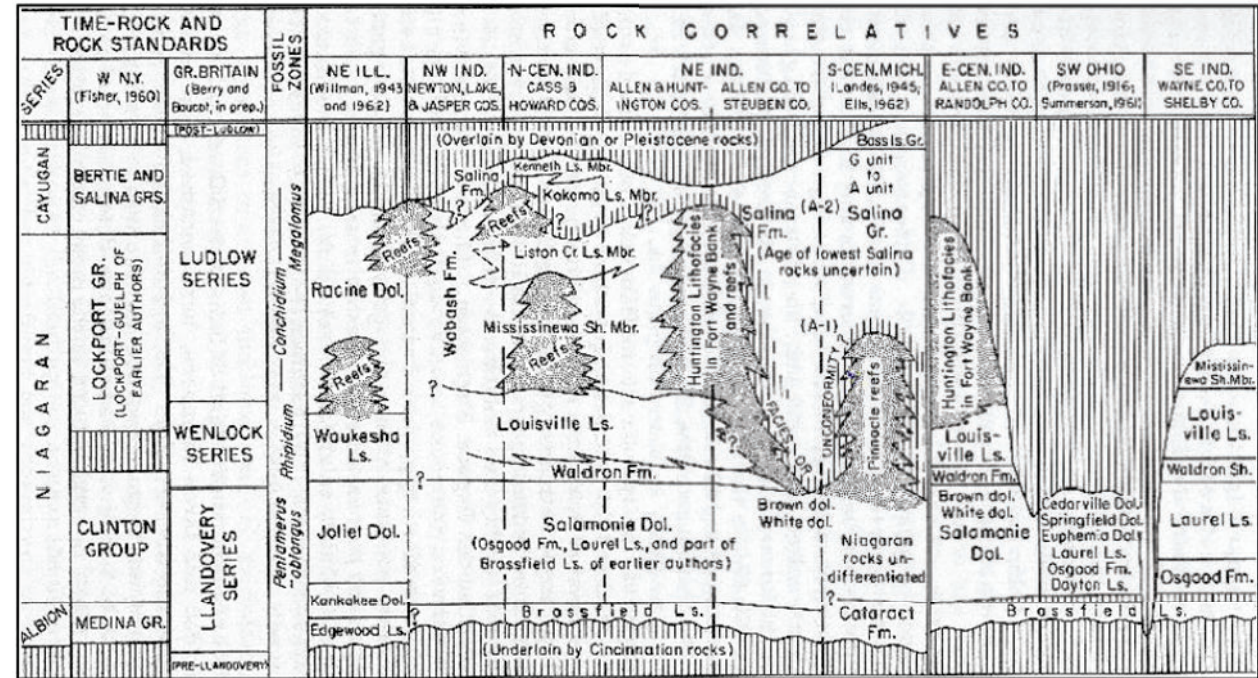 TIME-ROCK AND
ROCK STANDARDS
FOSSIL
ZONES
ROCK CORRELATIVES
SERIES
W N.Y.
(Fisher, 1960)
GR. BRITAIN
(Berry and
Boucot, in prep.)
NE ILL.
(Willman, 1943
and 1962)
NW IND.
NEWTON, LAKE,
& JASPER COS.
N-CEN. IND.
CASS &
HOWARD COS.
NE IND.
ALLEN & HUNT-
INGTON COS.
ALLEN CO. TO
STEUBEN CO.
S-CEN. MICH.
(Landes, 1945;
Ells, 1962)
E-CEN. IND.
ALLEN CO. TO
RANDOLPH CO.
SW OHIO
(Prosser, 1916;
Summerson, 1961)
SE IND.
WAYNE CO. TO
SHELBY CO.
CAYUGAN
NIAGARAN
ALBION
BERTIE AND
SALINA GRS.
LOCKPORT GR.
(LOCKPORT-GUELPH OF
EARLIER AUTHORS)
CLINTON
GROUP
MEDINA GR.
(POST-LUDLOW)
LUDLOW
SERIES
WENLOCK
SERIES
LLANDOVERY
SERIES
(PRE-LLANDOVERY)
Megalomus
Conchidium
Rhipidium
Pentamerus
oblongus
Racine Dol.
Reefs
Reefs
Waukesha
Ls.
Joliet Dol.
Kankakee Dol.
Edgewood Ls.
(Overlain by Devonian or Pleistocene rocks)
Salina
Fm.
Kenneth Ls. Mbr.
Kokomo Ls. Mbr.
?
?
?
Reefs
Liston Cr. Ls. Mbr.
Wabash Fm.
Mississinewa Sh. Mbr.
Reefs
?
Louisville Ls.
Waldron Fm.
?
Salamonie Dol.
(Osgood Fm., Laurel Ls., and part of
Brassfield Ls. of earlier authors)
?
Brassfield Ls.
(Underlain by Cincinnatian rocks)
Huntington Lithofacies
in Fort Wayne Bank
and reefs
?
Salina
Fm.
FACIES OR
UNCONFORMITY ?
Brown dol.
White dol.
Bass Is. Gr.
G unit
to
A unit
(A-2)
Salina
Gr.
(Age of lowest Salina
rocks uncertain)
(A-1)
Pinnacle reefs
Niagaran
rocks un-
differentiated
?
Cataract
Fm.
Huntington Lithofacies
in Fort Wayne Bank
Louis-
ville Ls.
Waldron Fm.
Brown dol.
White dol.
Salamonie
Dol.
Cedarville Dol.
Springfield Dol.
Euphemia Dol.
Laurel Ls.
Osgood Fm.
Dayton Ls.
Brassfield Ls.
Mississin-
ewa Sh. Mbr.
Louis-
ville Ls.
Waldron Sh.
Laurel Ls.
Osgood Fm.